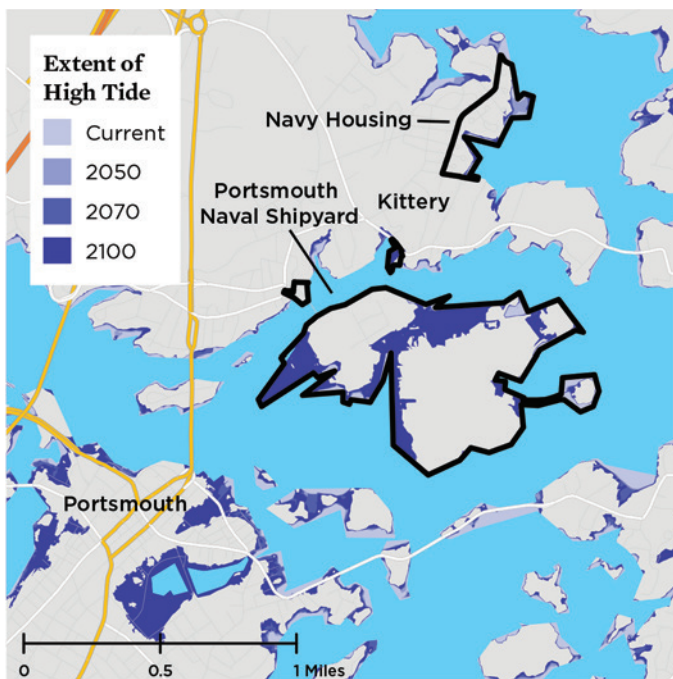 Extent of
High Tide
Current
2050
2070
2100
Navy Housing
Portsmouth
Naval Shipyard
Kittery
Portsmouth
0
0.5
1 Miles